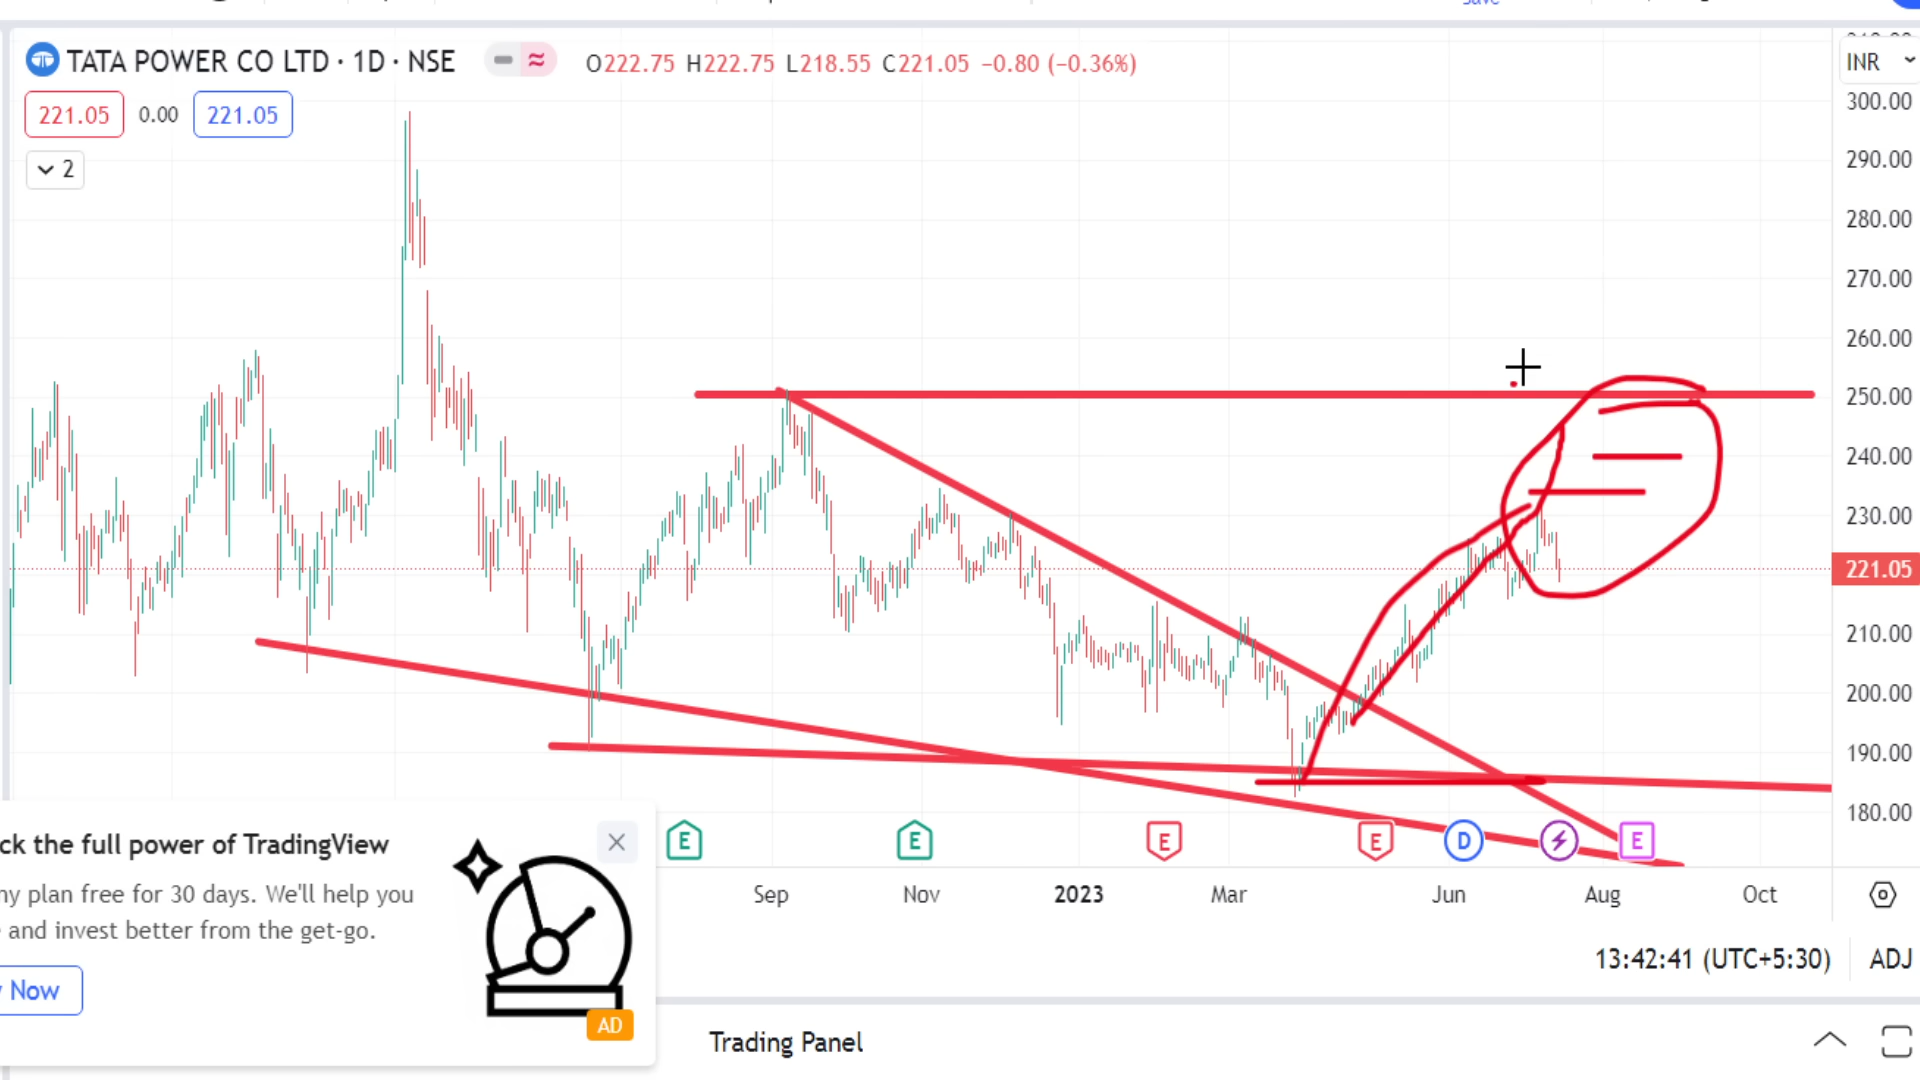 TATA POWER CO LTD · 1D · NSE
O222.75 H222.75 L218.55 C221.05 −0.80 (−0.36%)
INR
221.05 0.00 221.05
2
300.00
290.00
280.00
270.00
260.00
250.00
240.00
230.00
221.05
210.00
200.00
190.00
180.00
E E E E D E
Sep Nov 2023 Mar Jun Aug Oct
ck the full power of TradingView
ny plan free for 30 days. We'll help you
and invest better from the get-go.
Now
AD
13:42:41 (UTC+5:30) ADJ
Trading Panel